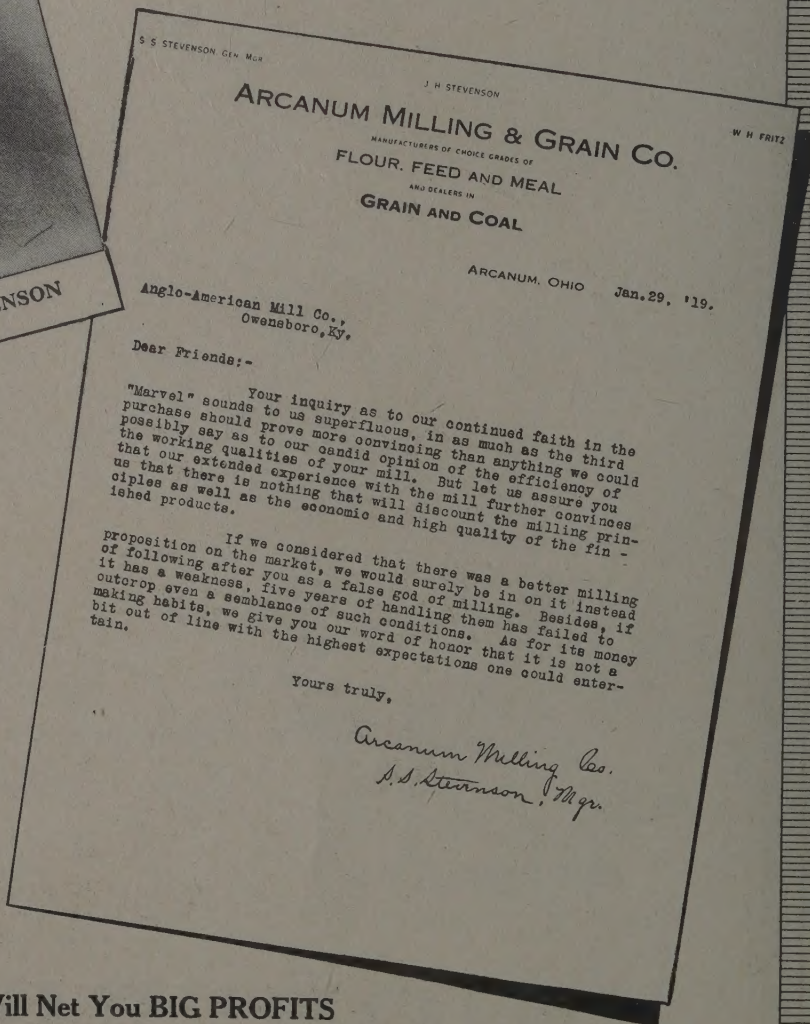 S S STEVENSON. GEN. MGR
J H STEVENSON
W H FRITZ
ARCANUM MILLING & GRAIN CO.
MANUFACTURERS OF CHOICE GRADES OF
FLOUR, FEED AND MEAL
AND DEALERS IN
GRAIN AND COAL
ARCANUM, OHIO Jan.29, '19.
NSON
Anglo-American Mill Co.,
Owensboro,Ky.
Dear Friends:-
Your inquiry as to our continued faith in the
"Marvel" sounds to us superfluous, in as much as the third
purchase should prove more convincing than anything we could
possibly say as to our candid opinion of the efficiency of
the working qualities of your mill. But let us assure you
that our extended experience with the mill further convinces
us that there is nothing that will discount the milling prin-
ciples as well as the economic and high quality of the fin -
ished products.
If we considered that there was a better milling
proposition on the market, we would surely be in on it instead
of following after you as a false god of milling. Besides, if
it has a weakness, five years of handling them has failed to
outcrop even a semblance of such conditions. As for its money
making habits, we give you our word of honor that it is not a
bit out of line with the highest expectations one could enter-
tain.
Yours truly,
Arcanum Milling Co.
S.S. Stevnson, Mgr.
ill Net You BIG PROFITS